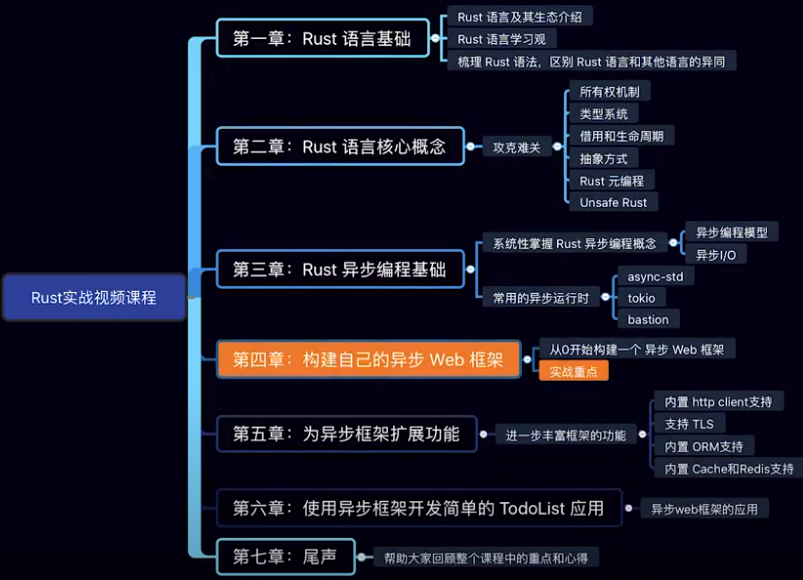 Rust实战视频课程
第一章：Rust 语言基础
Rust 语言及其生态介绍
Rust 语言学习观
梳理 Rust 语法，区别 Rust 语言和其他语言的异同
第二章：Rust 语言核心概念
攻克难关
所有权机制
类型系统
借用和生命周期
抽象方式
Rust 元编程
Unsafe Rust
第三章：Rust 异步编程基础
系统性掌握 Rust 异步编程概念
异步编程模型
异步I/O
常用的异步运行时
async-std
tokio
bastion
第四章：构建自己的异步 Web 框架
从0开始构建一个 异步 Web 框架
实战重点
第五章：为异步框架扩展功能
进一步丰富框架的功能
内置 http client支持
支持 TLS
内置 ORM支持
内置 Cache和Redis支持
第六章：使用异步框架开发简单的 TodoList 应用
异步web框架的应用
第七章：尾声
帮助大家回顾整个课程中的重点和心得